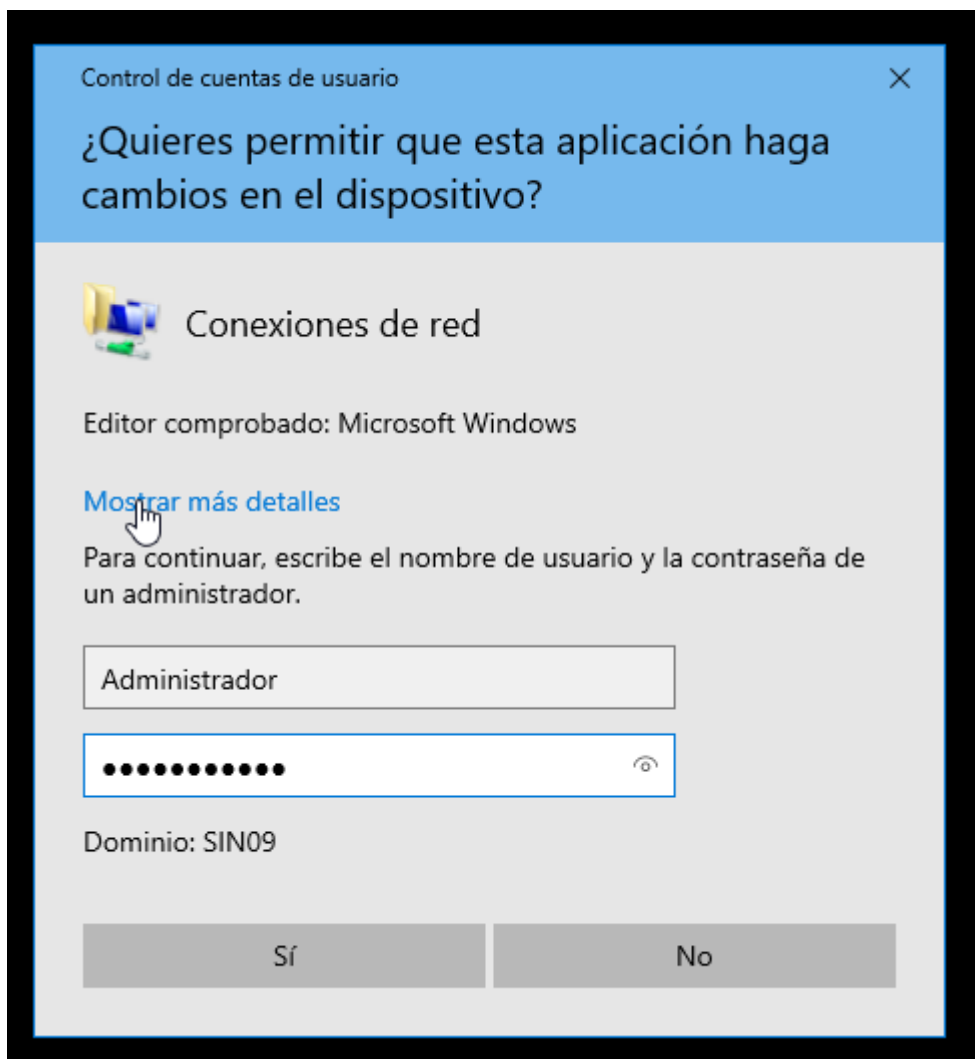 Control de cuentas de usuario
¿Quieres permitir que esta aplicación haga
cambios en el dispositivo?
Conexiones de red
Editor comprobado: Microsoft Windows
Mostrar más detalles
Para continuar, escribe el nombre de usuario y la contraseña de
un administrador.
Administrador
●●●●●●●●●●●
Dominio: SIN09
Sí No